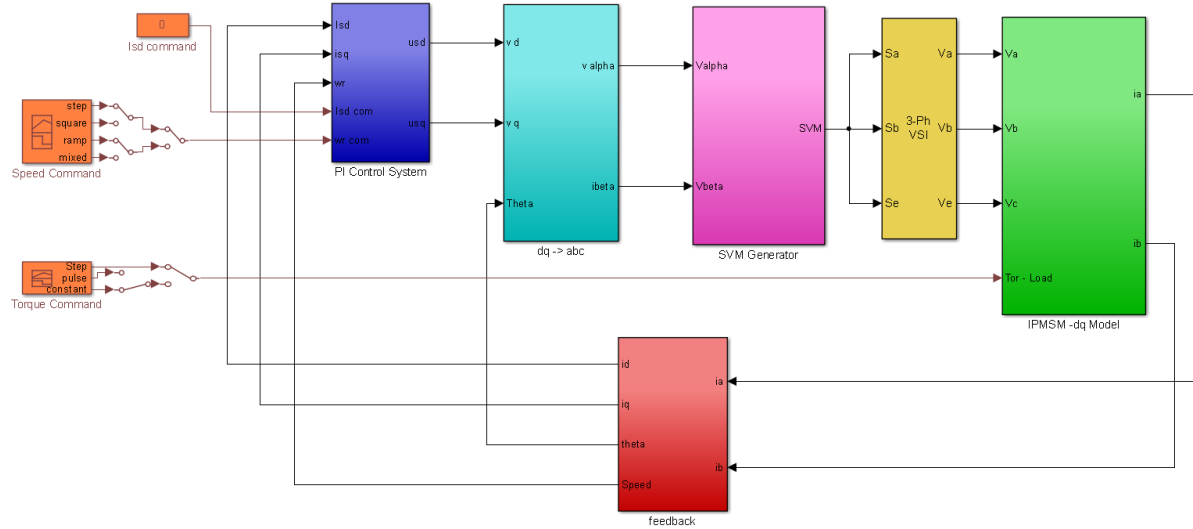 0
Isd command
step
square
ramp
mixed
Speed Command
Step
pulse
constant
Torque Command
Isd
isq
wr
Isd com
wr com
usd
usq
PI Control System
v d
v q
Theta
v alpha
ibeta
dq -> abc
Valpha
Vbeta
SVM
SVM Generator
Sa
Sb
Se
3-Ph
VSI
Va
Vb
Ve
Va
Vb
Vc
Tor - Load
ia
ib
IPMSM -dq Model
id
iq
theta
Speed
ia
ib
feedback